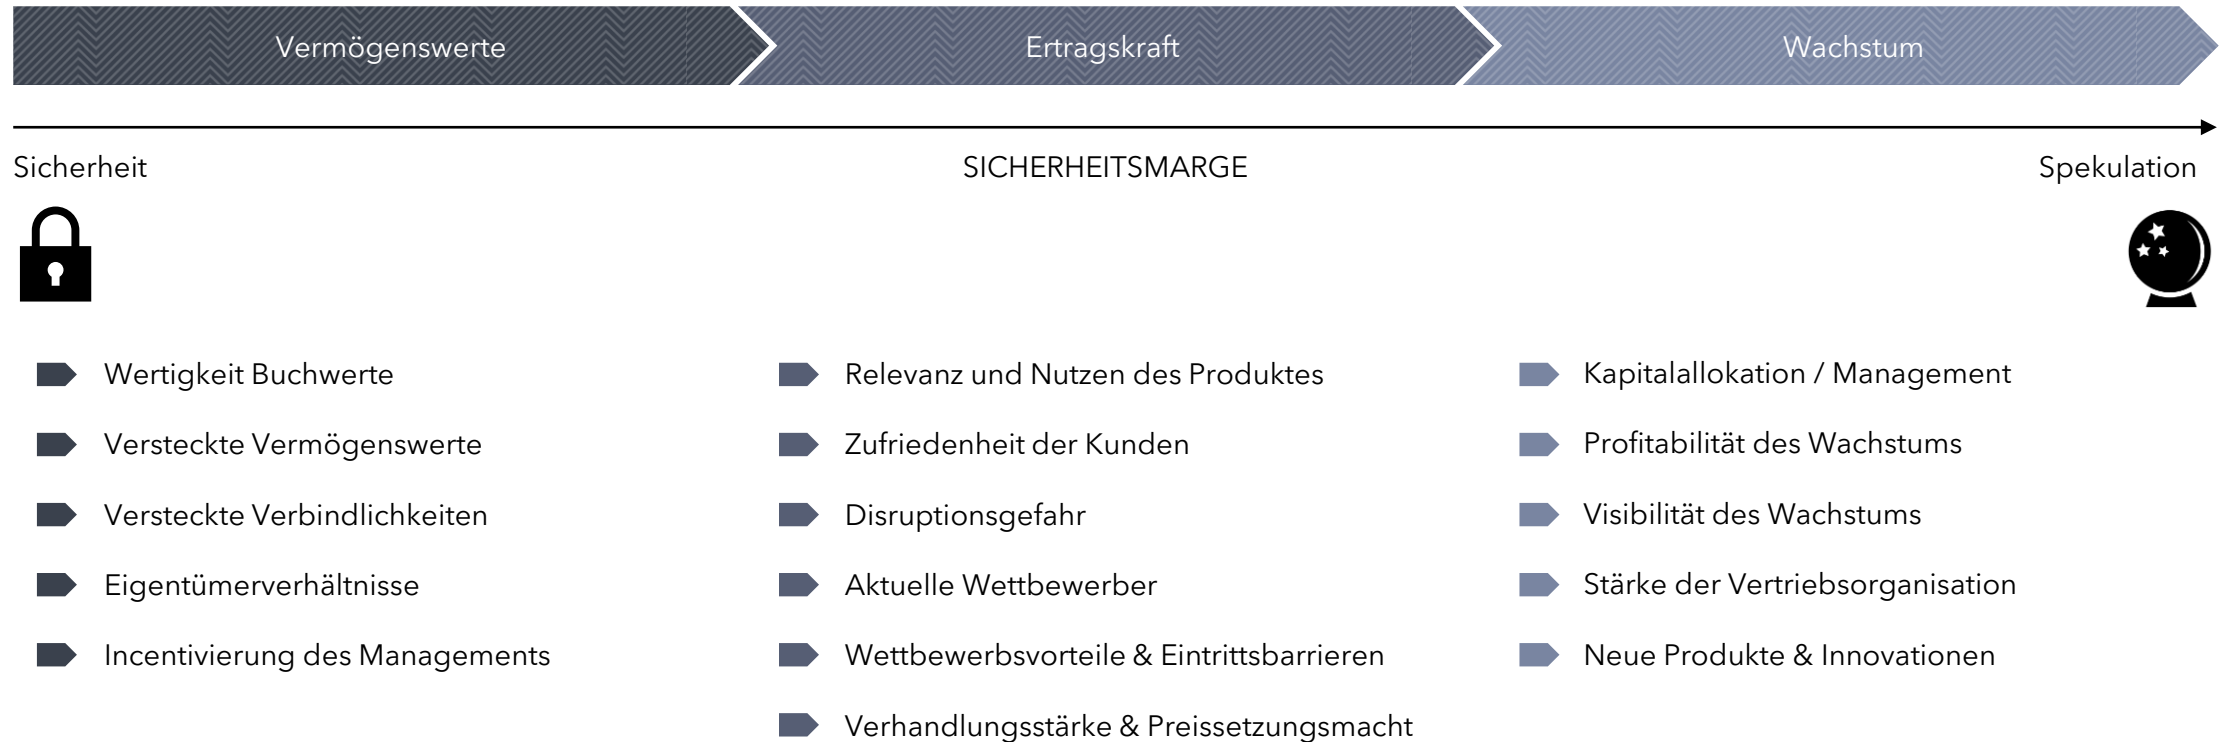 Vermögenswerte
Ertragskraft
Wachstum
Sicherheit
SICHERHEITSMARGE
Spekulation
Wertigkeit Buchwerte
Versteckte Vermögenswerte
Versteckte Verbindlichkeiten
Eigentümerverhältnisse
Incentivierung des Managements
Relevanz und Nutzen des Produktes
Zufriedenheit der Kunden
Disruptionsgefahr
Aktuelle Wettbewerber
Wettbewerbsvorteile & Eintrittsbarrieren
Verhandlungsstärke & Preissetzungsmacht
Kapitalallokation / Management
Profitabilität des Wachstums
Visibilität des Wachstums
Stärke der Vertriebsorganisation
Neue Produkte & Innovationen